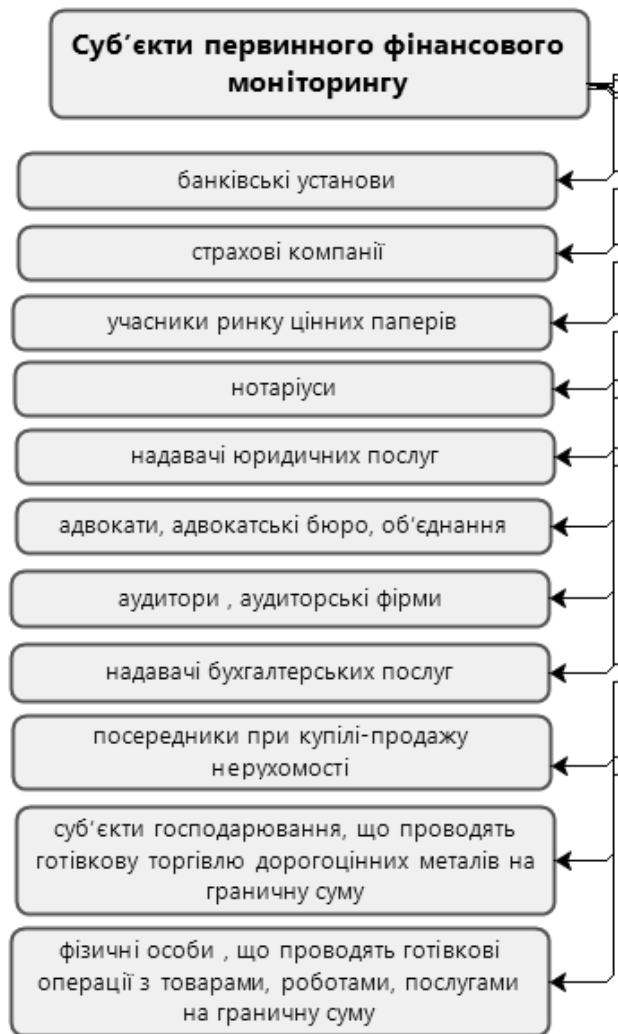 Суб’єкти первинного фінансового
моніторингу
банківські установи
страхові компанії
учасники ринку цінних паперів
нотаріуси
надавачі юридичних послуг
адвокати, адвокатські бюро, об’єднання
аудитори , аудиторські фірми
надавачі бухгалтерських послуг
посередники при купілі-продажу
нерухомості
суб’єкти господарювання, що проводять
готівкову торгівлю дорогоцінних металів на
граничну суму
фізичні особи , що проводять готівкові
операції з товарами, роботами, послугами
на граничну суму